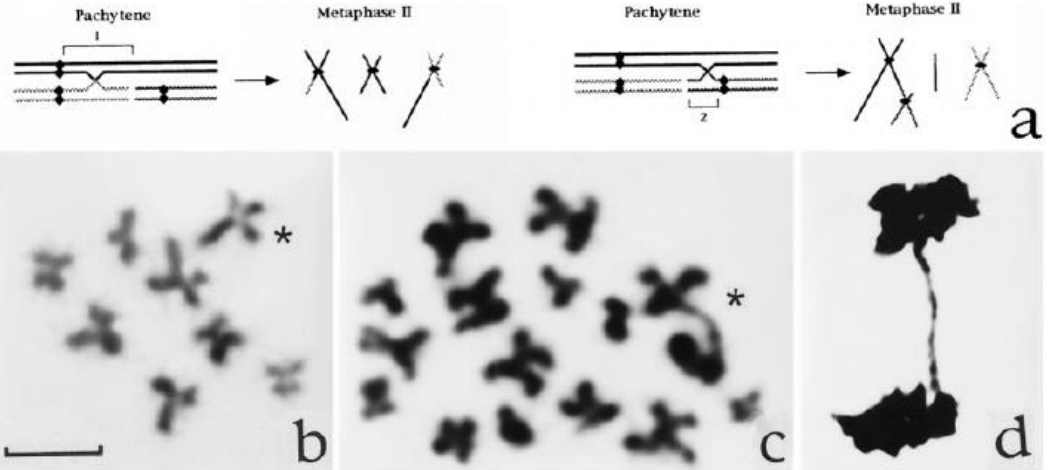 Pachytene
Metaphase II
1
Pachytene
Metaphase II
2
a
*
b
*
c
d